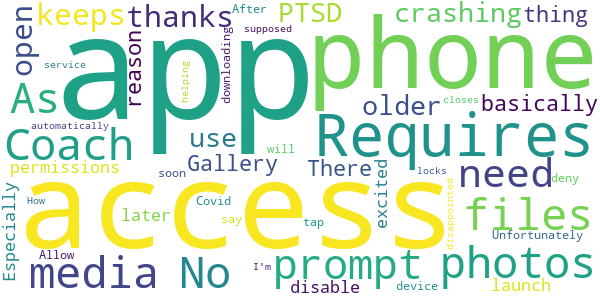 keeps thanks PTSD crashing thing
open app phone
After supposed
service reason downloading helping
As older closes basically
automatically Coach use will Requires
permissions Gallery There need
soon excited locks deny
Especially access disappointed files
How later Covid say tap Unfortunately
Allow I'm prompt photos
media No disable device launch